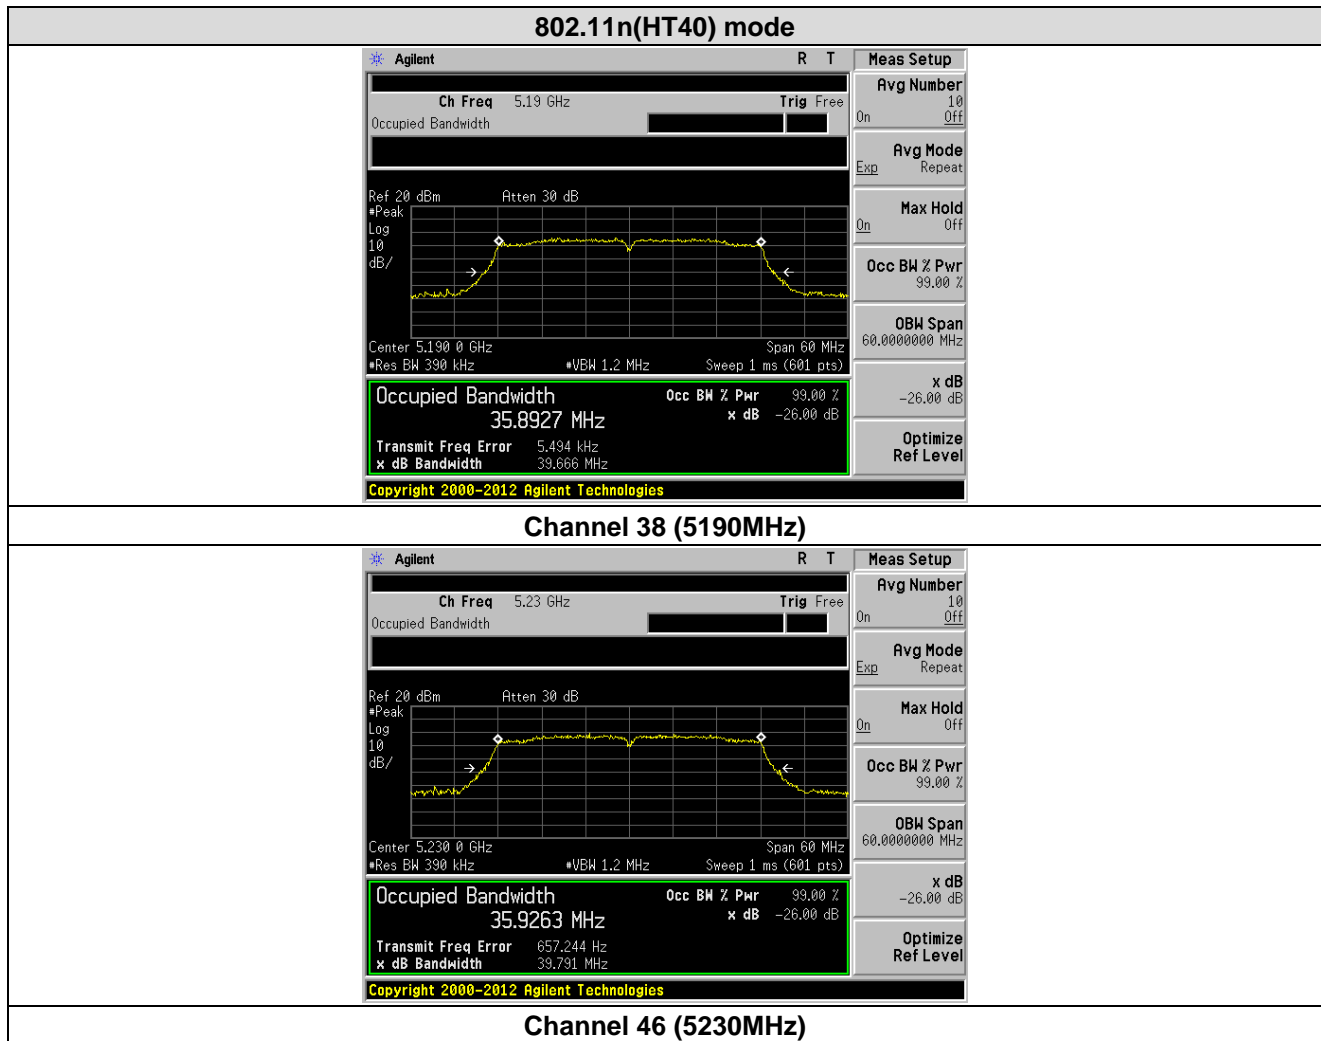 802.11n(HT40) mode
Agilent R T Meas Setup
Ch Freq 5.19 GHz Trig Free
Occupied Bandwidth
Avg Number
10
On Off
Avg Mode
Exp Repeat
Ref 20 dBm Atten 30 dB
#Peak
Log
10
dB/
Max Hold
On Off
Occ BW % Pwr
99.00 %
OBW Span
60.0000000 MHz
Center 5.190 0 GHz Span 60 MHz
#Res BW 390 kHz #VBW 1.2 MHz Sweep 1 ms (601 pts)
x dB
-26.00 dB
Occupied Bandwidth Occ BW % Pwr 99.00 %
35.8927 MHz x dB -26.00 dB
Transmit Freq Error 5.494 kHz
x dB Bandwidth 39.666 MHz
Optimize
Ref Level
Copyright 2000-2012 Agilent Technologies
Channel 38 (5190MHz)
Agilent R T Meas Setup
Ch Freq 5.23 GHz Trig Free
Occupied Bandwidth
Avg Number
10
On Off
Avg Mode
Exp Repeat
Ref 20 dBm Atten 30 dB
#Peak
Log
10
dB/
Max Hold
On Off
Occ BW % Pwr
99.00 %
OBW Span
60.0000000 MHz
Center 5.230 0 GHz Span 60 MHz
#Res BW 390 kHz #VBW 1.2 MHz Sweep 1 ms (601 pts)
x dB
-26.00 dB
Occupied Bandwidth Occ BW % Pwr 99.00 %
35.9263 MHz x dB -26.00 dB
Transmit Freq Error 657.244 Hz
x dB Bandwidth 39.791 MHz
Optimize
Ref Level
Copyright 2000-2012 Agilent Technologies
Channel 46 (5230MHz)